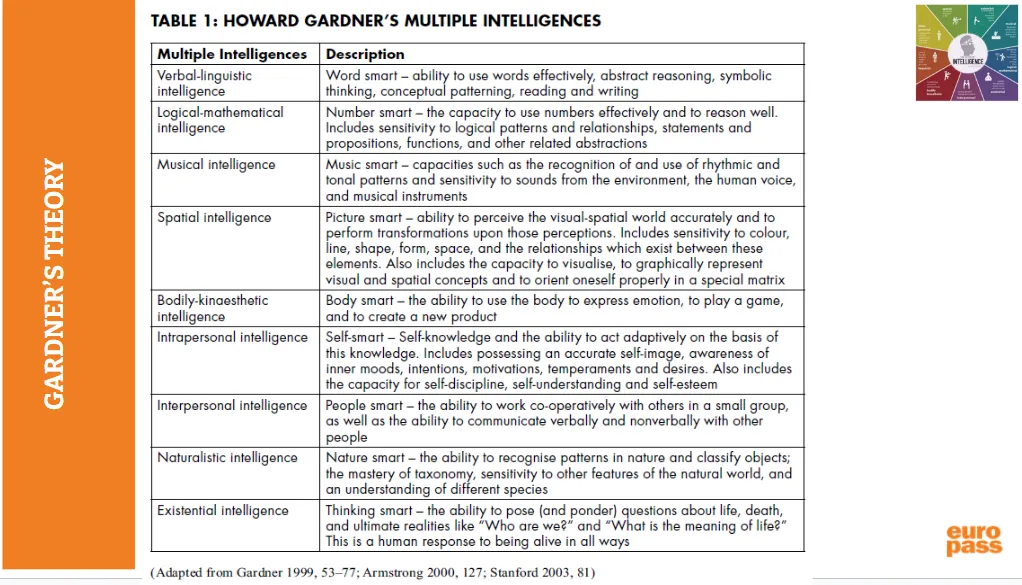 TABLE 1: HOWARD GARDNER'S MULTIPLE INTELLIGENCES
GARDNER'S THEORY
Multiple Intelligences Description
Verbal-linguistic
intelligence
Word smart – ability to use words effectively, abstract reasoning, symbolic
thinking, conceptual patterning, reading and writing
Logical-mathematical
intelligence
Number smart – the capacity to use numbers effectively and to reason well.
Includes sensitivity to logical patterns and relationships, statements and
propositions, functions, and other related abstractions
Musical intelligence
Music smart – capacities such as the recognition of and use of rhythmic and
tonal patterns and sensitivity to sounds from the environment, the human voice,
and musical instruments
Spatial intelligence
Picture smart – ability to perceive the visual-spatial world accurately and to
perform transformations upon those perceptions. Includes sensitivity to colour,
line, shape, form, space, and the relationships which exist between these
elements. Also includes the capacity to visualise, to graphically represent
visual and spatial concepts and to orient oneself properly in a special matrix
Bodily-kinaesthetic
intelligence
Body smart – the ability to use the body to express emotion, to play a game,
and to create a new product
Intrapersonal intelligence
Self-smart – Self-knowledge and the ability to act adaptively on the basis of
this knowledge. Includes possessing an accurate self-image, awareness of
inner moods, intentions, motivations, temperaments and desires. Also includes
the capacity for self-discipline, self-understanding and self-esteem
Interpersonal intelligence
People smart – the ability to work co-operatively with others in a small group,
as well as the ability to communicate verbally and nonverbally with other
people
Naturalistic intelligence
Nature smart – the ability to recognise patterns in nature and classify objects;
the mastery of taxonomy, sensitivity to other features of the natural world, and
an understanding of different species
Existential intelligence
Thinking smart – the ability to pose (and ponder) questions about life, death,
and ultimate realities like "Who are we?" and "What is the meaning of life?"
This is a human response to being alive in all ways
(Adapted from Gardner 1999, 53–77; Armstrong 2000, 127; Stanford 2003, 81)
INTELLIGENCE
euro
pass